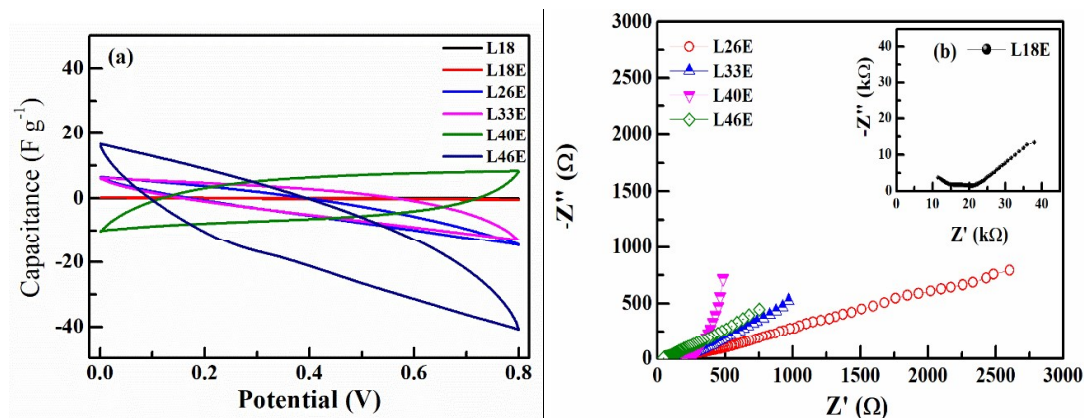 (a)
L18
L18E
L26E
L33E
L40E
L46E
40
20
0
-20
-40
Capacitance (F g⁻¹)
0.0 0.2 0.4 0.6 0.8
Potential (V)
3000
2500
2000
1500
1000
500
0
-Z'' (Ω)
L26E
L33E
L40E
L46E
0 500 1000 1500 2000 2500 3000
Z' (Ω)
(b)
L18E
40
30
20
10
0
-Z'' (kΩ)
0 10 20 30 40
Z' (kΩ)